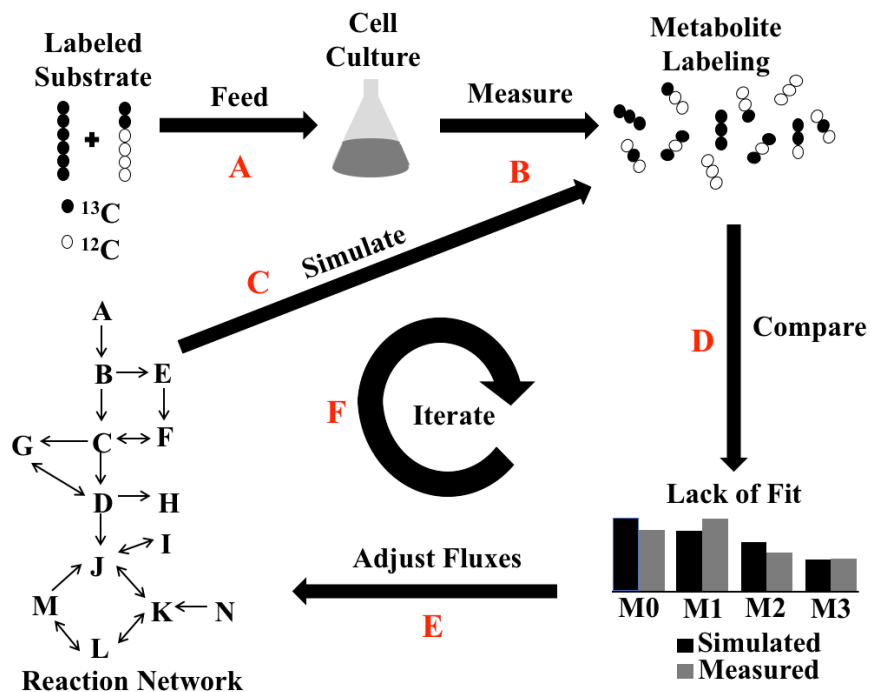 Labeled
Substrate
Feed
A
Cell
Culture
Measure
B
Metabolite
Labeling
13C
12C
C
Simulate
D
Compare
F
Iterate
A
B E
G C F
D H
I
J
M K N
L
Reaction Network
Adjust Fluxes
E
Lack of Fit
M0 M1 M2 M3
Simulated
Measured